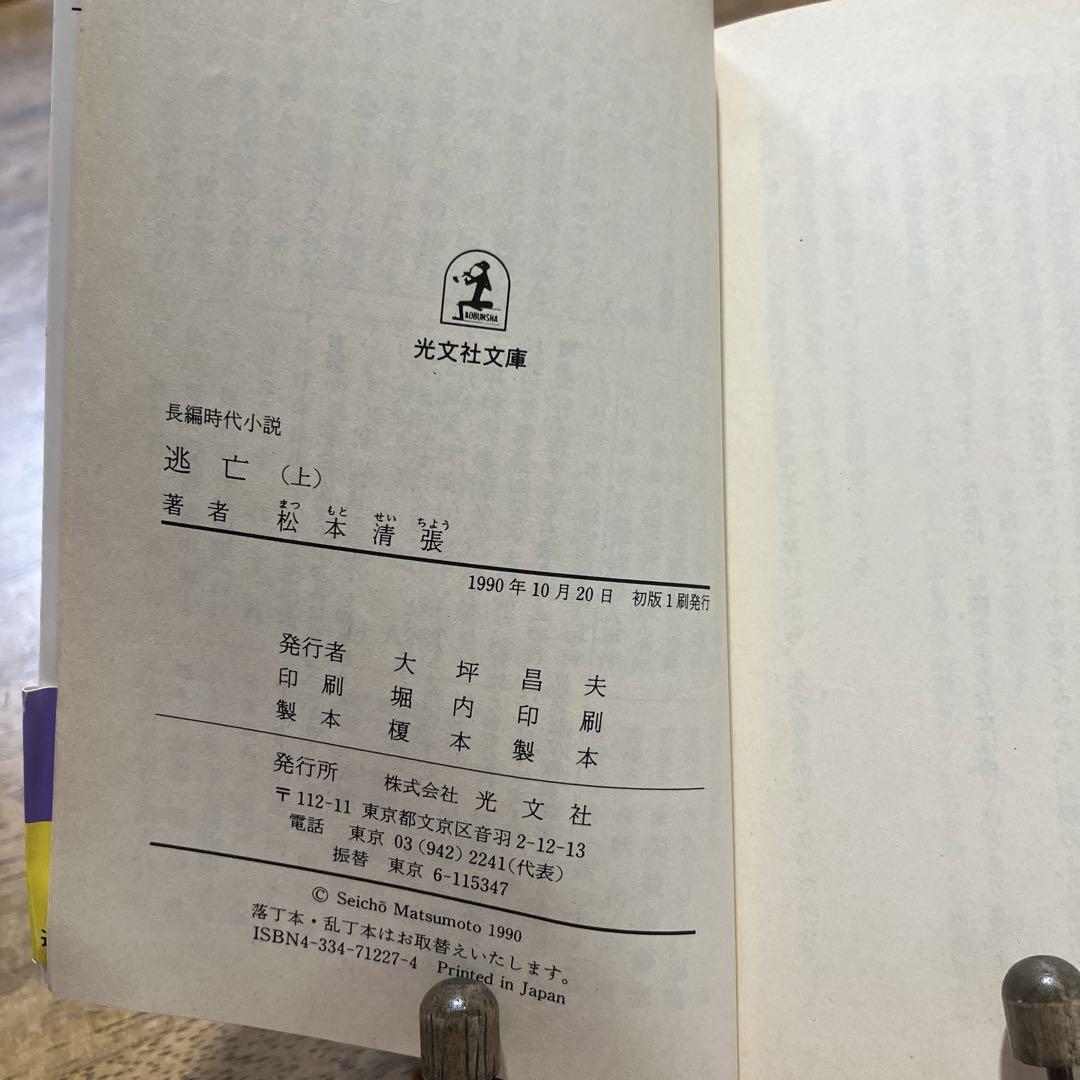 KOBUNSHA
光文社文庫
長編時代小説
逃亡(上)
まつ もと せい ちよう
著者 松本清張
1990年10月20日 初版1刷発行
発行者 大坪昌夫
印刷 堀内印刷
製本 榎本製本
発行所 株式会社 光文社
〒112-11 東京都文京区音羽2-12-13
電話 東京 03(942)2241(代表)
振替 東京 6-115347
© Seichō Matsumoto 1990
落丁本・乱丁本はお取替えいたします。
ISBN4-334-71227-4 Printed in Japan